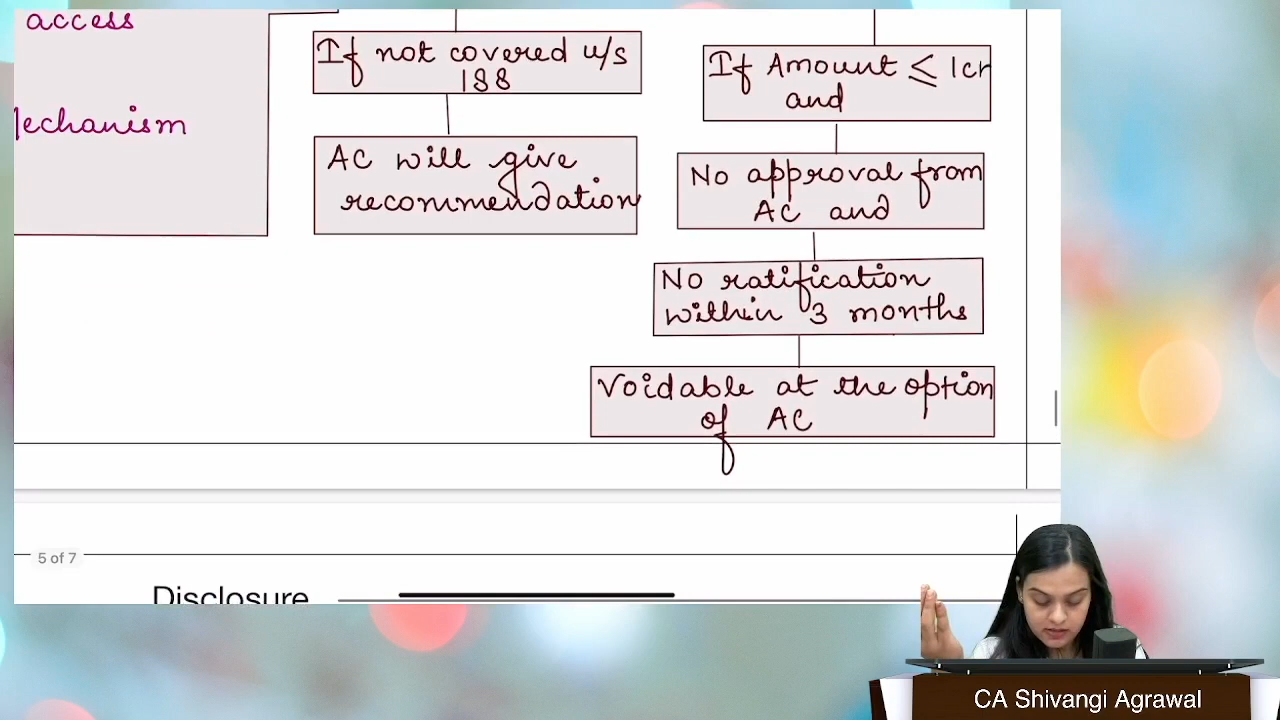 access
Mechanism
If not covered u/s
188
AC will give
recommendation
If Amount ≤ 1cr
and
No approval from
AC and
No ratification
within 3 months
Voidable at the option
of AC
5 of 7
Disclosure
CA Shivangi Agrawal